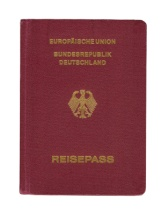 EUROPÄISCHE UNION
BUNDESREPUBLIK
DEUTSCHLAND
REISEPASS